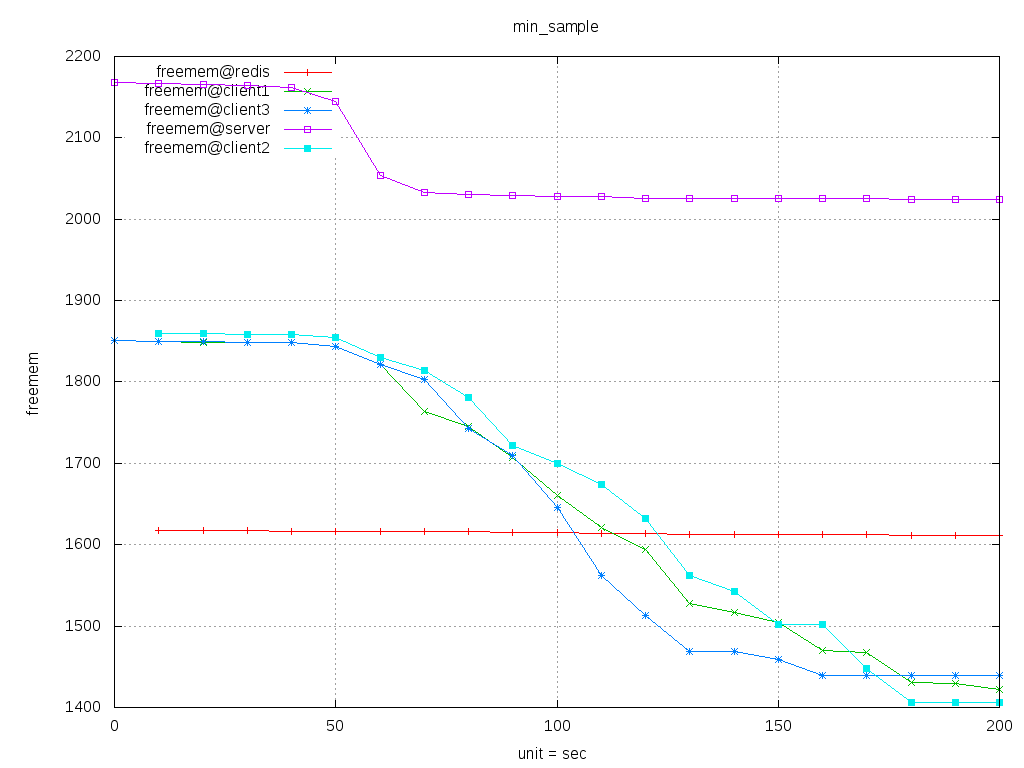 min_sample
2200
2100
2000
1900
1800
1700
1600
1500
1400
freemem
freemem@redis
freemem@client1
freemem@client3
freemem@server
freemem@client2
0
50
100
150
200
unit = sec